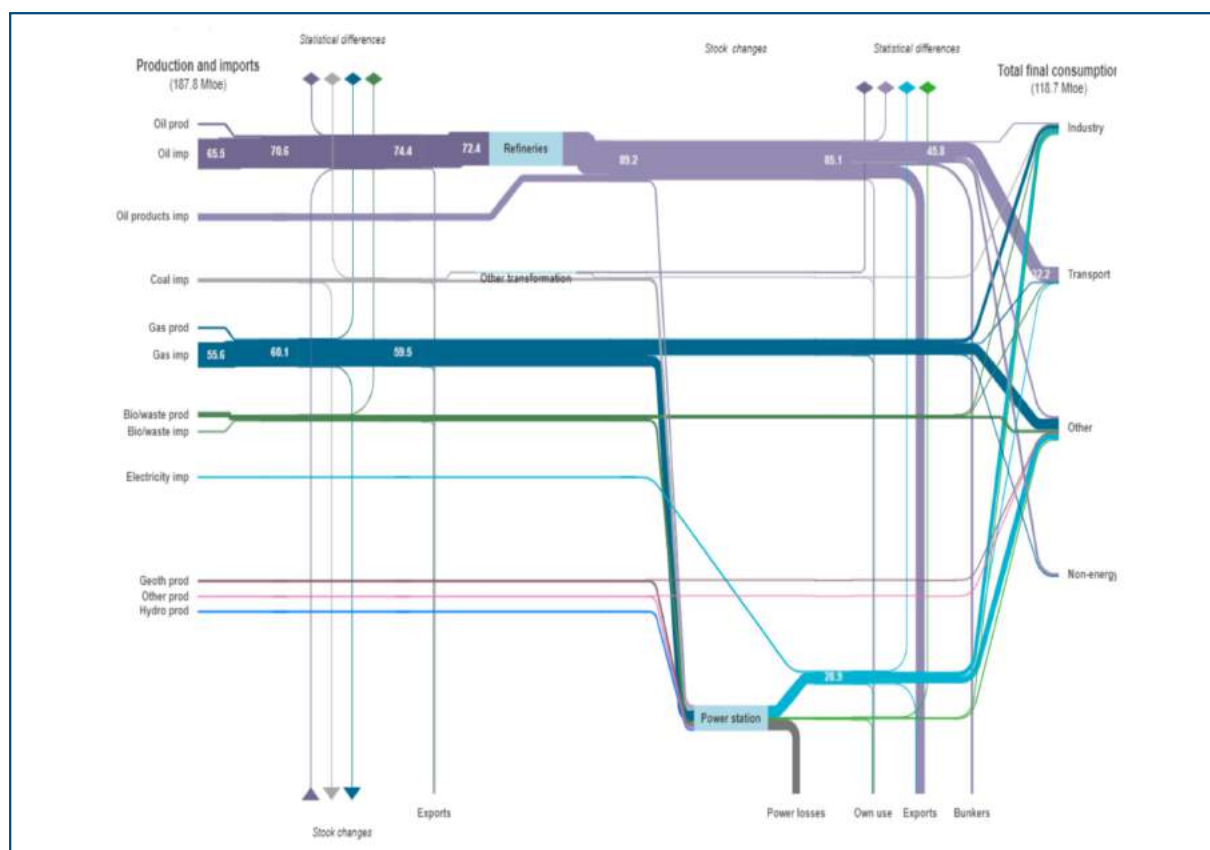 Statistical differences
Stock changes
Statistical differences
Production and imports
(187.8 Mtoe)
Total final consumption
(118.7 Mtoe)
Oil prod
Oil imp
65.5
70.6
74.4
72.4
Refineries
89.2
85.1
45.8
Industry
Oil products imp
Coal imp
Other transformation
Transport
Gas prod
Gas imp
55.6
60.1
59.5
Bio/waste prod
Bio/waste imp
Other
Electricity imp
Geoth prod
Other prod
Hydro prod
Non-energy
Power station
Exports
Power losses
Own use
Exports
Bunkers
Stock changes